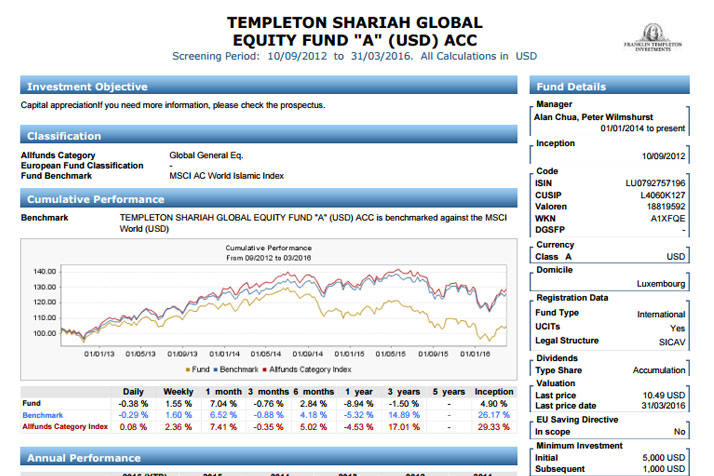 TEMPLETON SHARIAH GLOBAL
EQUITY FUND "A" (USD) ACC
Screening Period: 10/09/2012 to 31/03/2016. All Calculations in USD
FRANKLIN TEMPLETON
INVESTMENTS
Investment Objective
Capital appreciationIf you need more information, please check the prospectus.
Classification
Allfunds Category Global General Eq.
European Fund Classification -
Fund Benchmark MSCI AC World Islamic Index
Cumulative Performance
Benchmark TEMPLETON SHARIAH GLOBAL EQUITY FUND "A" (USD) ACC is benchmarked against the MSCI
World (USD)
Cumulative Performance
From 09/2012 to 03/2016
140.00
130.00
120.00
110.00
100.00
01/01/13 01/05/13 01/09/13 01/01/14 01/05/14 01/09/14 01/01/15 01/05/15 01/09/15 01/01/16
Fund Benchmark Allfunds Category Index
Daily Weekly 1 month 3 months 6 months 1 year 3 years 5 years Inception
Fund -0.38 % 1.55 % 7.04 % -0.76 % 2.84 % -8.94 % -1.50 % - 4.90 %
Benchmark -0.29 % 1.60 % 6.52 % -0.88 % 4.18 % -5.32 % 14.89 % - 26.17 %
Allfunds Category Index 0.08 % 2.36 % 7.41 % -0.35 % 5.02 % -4.53 % 17.01 % - 29.33 %
Annual Performance
Fund Details
Manager
Alan Chua, Peter Wilmshurst
01/01/2014 to present
Inception
10/09/2012
Code
ISIN LU0792757196
CUSIP L4060K127
Valoren 18819592
WKN A1XFQE
DGSFP -
Currency
Class A USD
Domicile
Luxembourg
Registration Data
Fund Type International
UCITs Yes
Legal Structure SICAV
Dividends
Type Share Accumulation
Valuation
Last price 10.49 USD
Last price date 31/03/2016
EU Saving Directive
In scope No
Minimum Investment
Initial 5,000 USD
Subsequent 1,000 USD